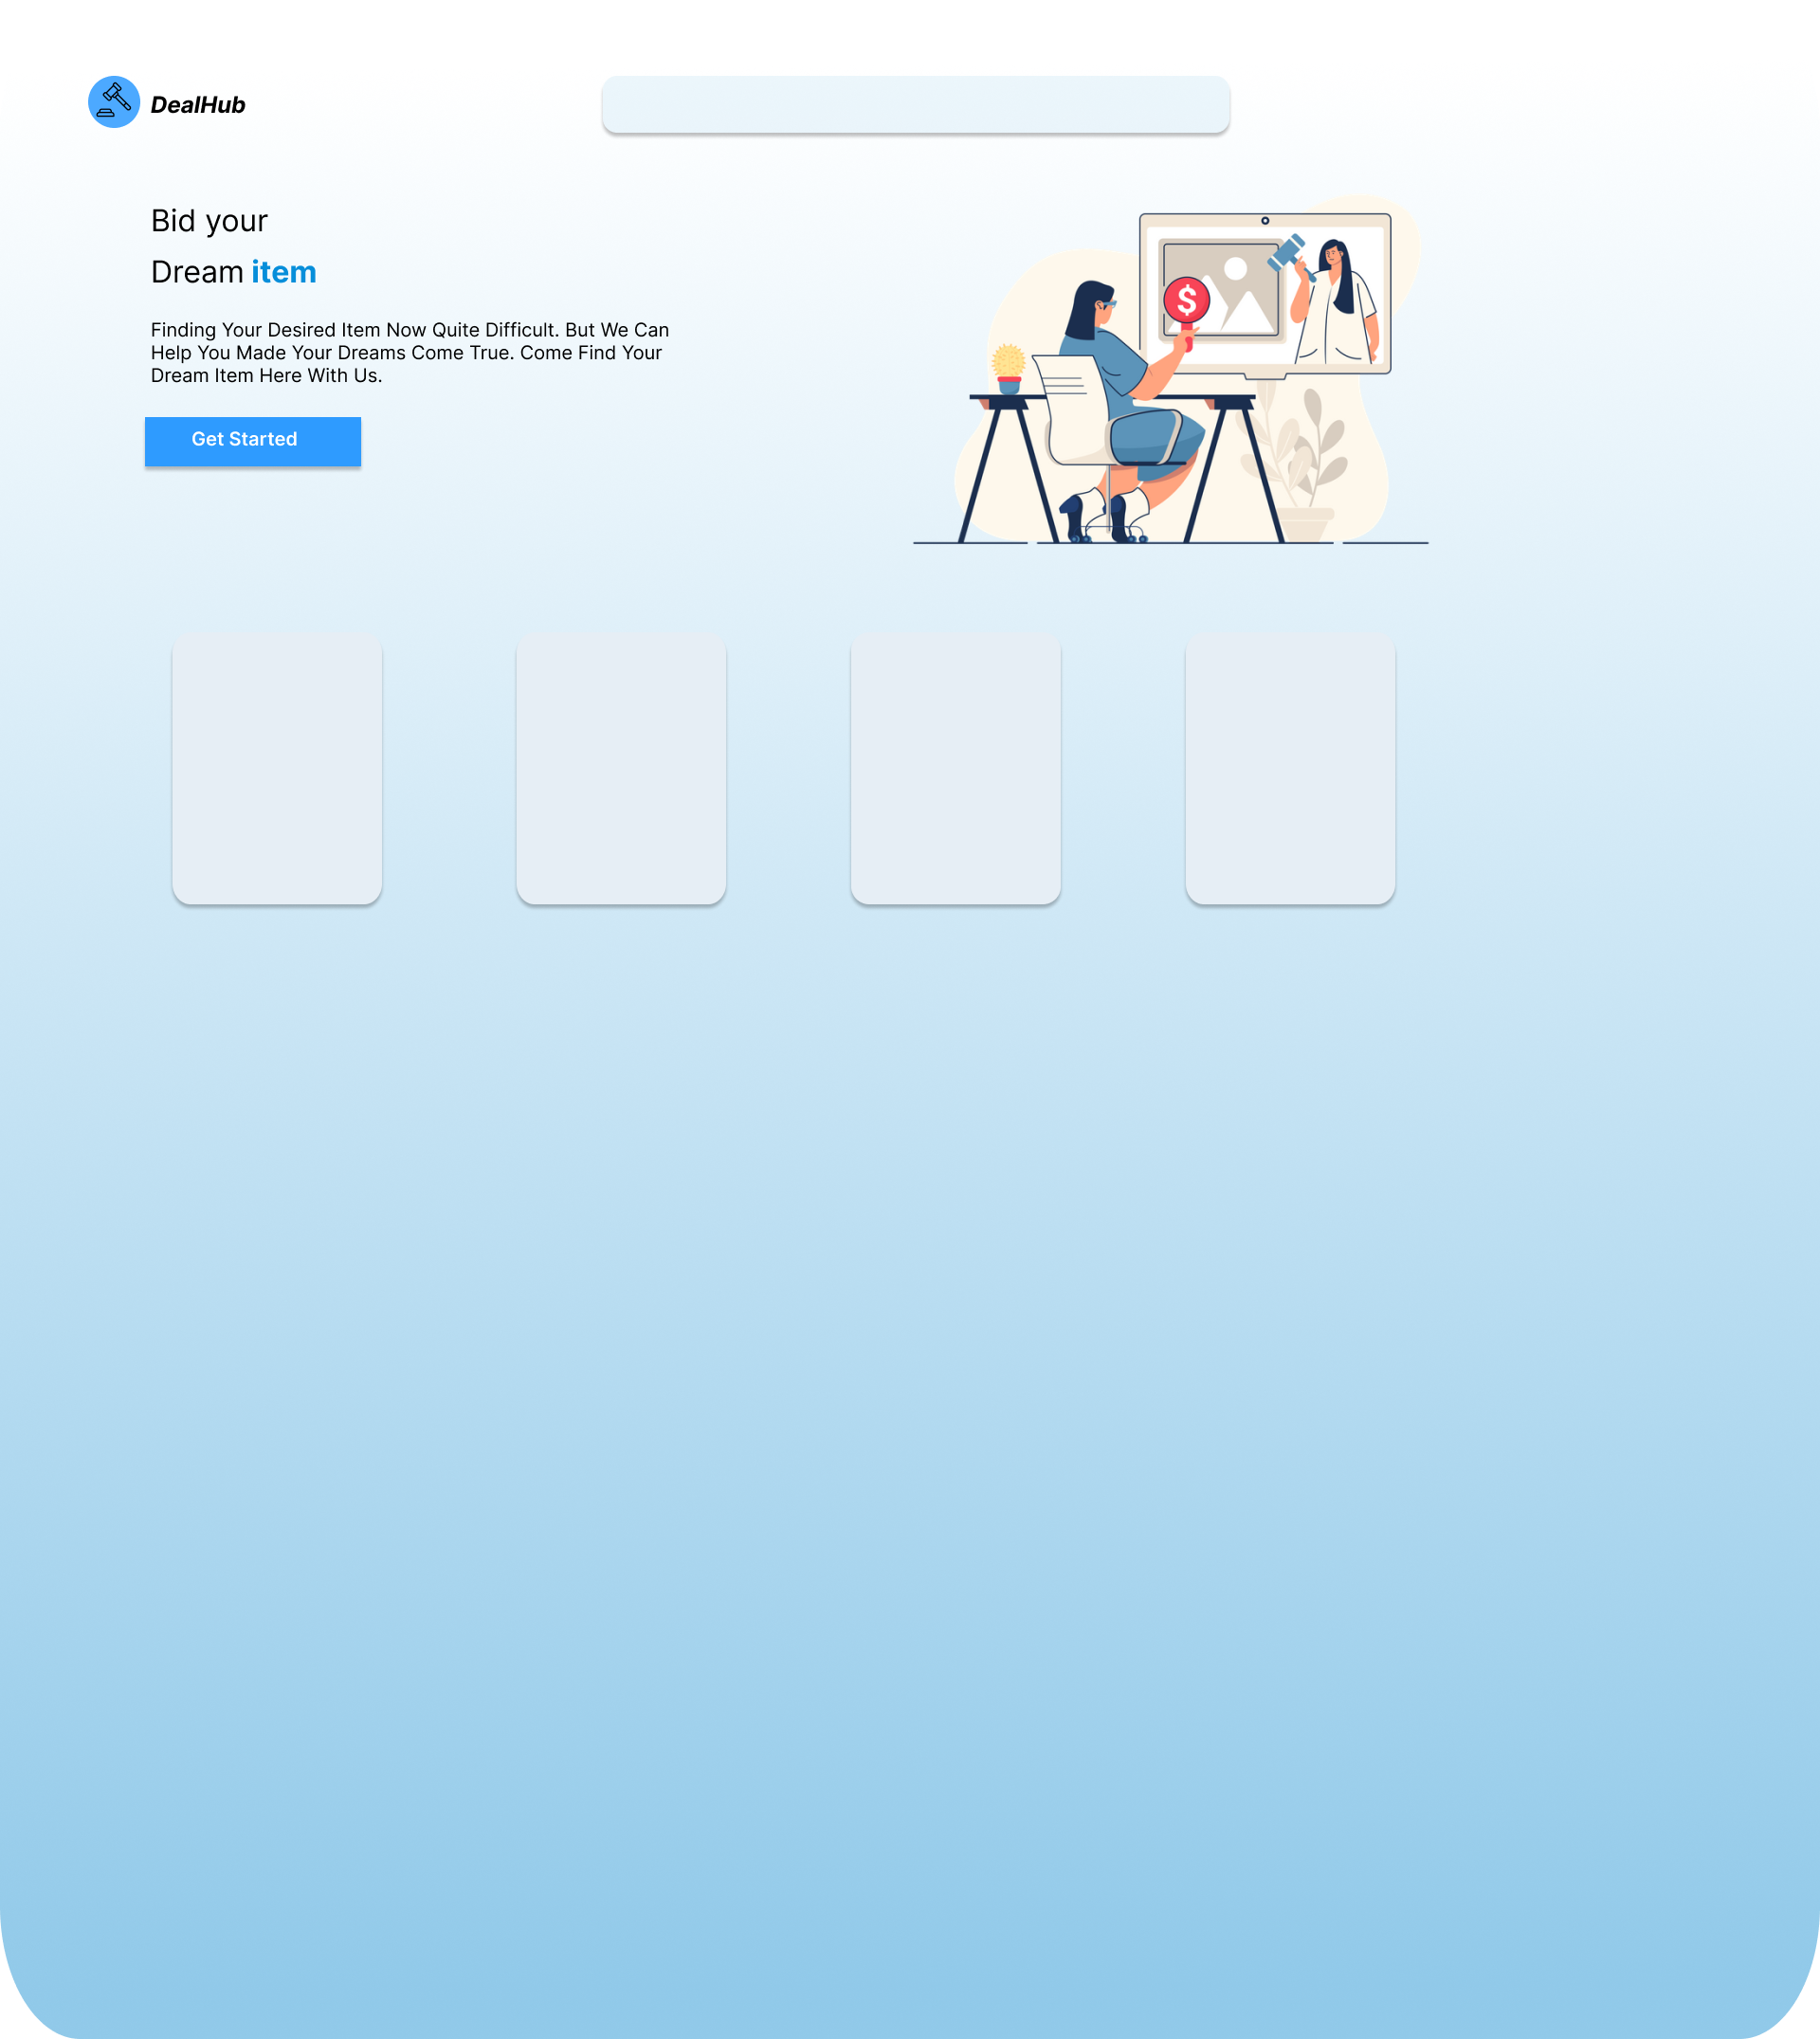 DealHub
Bid your
Dream item
Finding Your Desired Item Now Quite Difficult. But We Can
Help You Made Your Dreams Come True. Come Find Your
Dream Item Here With Us.
Get Started
$